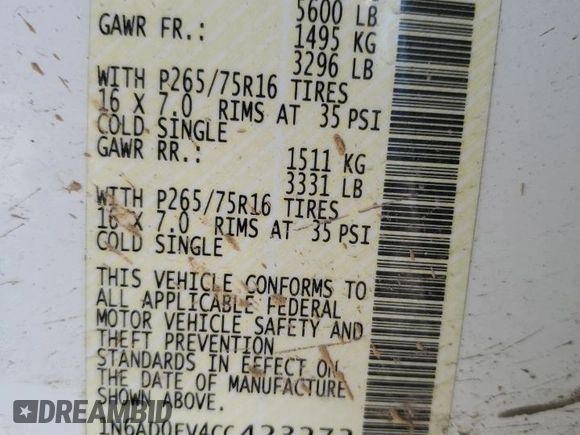 5600 LB
GAWR FR.: 1495 KG
3296 LB
WITH P265/75R16 TIRES
16 X 7.0 RIMS AT 35 PSI
COLD SINGLE
GAWR RR.: 1511 KG
3331 LB
WITH P265/75R16 TIRES
16 X 7.0 RIMS AT 35 PSI
COLD SINGLE
THIS VEHICLE CONFORMS TO
ALL APPLICABLE FEDERAL
MOTOR VEHICLE SAFETY AND
THEFT PREVENTION
STANDARDS IN EFFECT ON
THE DATE OF MANUFACTURE
SHOWN ABOVE.
DREAMBID